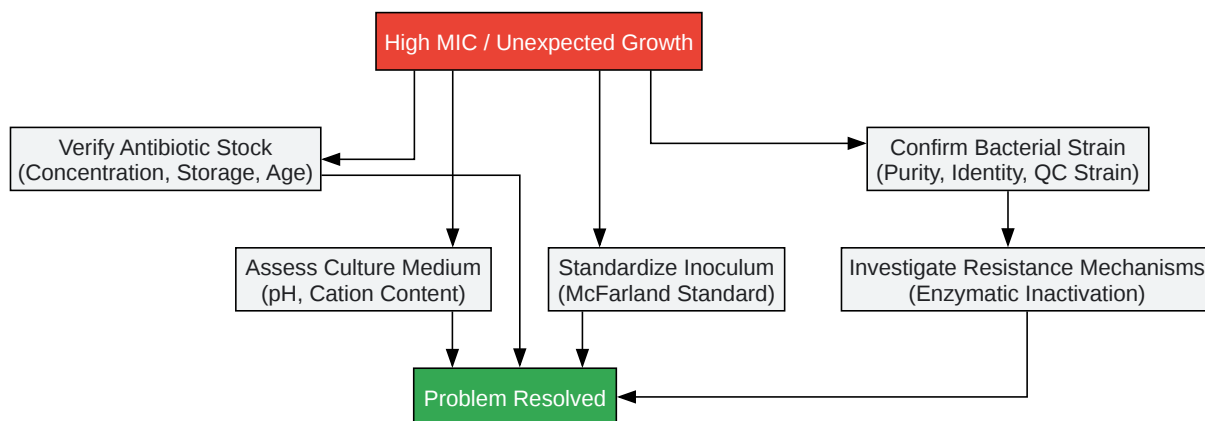 High MIC / Unexpected Growth
Verify Antibiotic Stock
(Concentration, Storage, Age)
Confirm Bacterial Strain
(Purity, Identity, QC Strain)
Assess Culture Medium
(pH, Cation Content)
Standardize Inoculum
(McFarland Standard)
Investigate Resistance Mechanisms
(Enzymatic Inactivation)
Problem Resolved